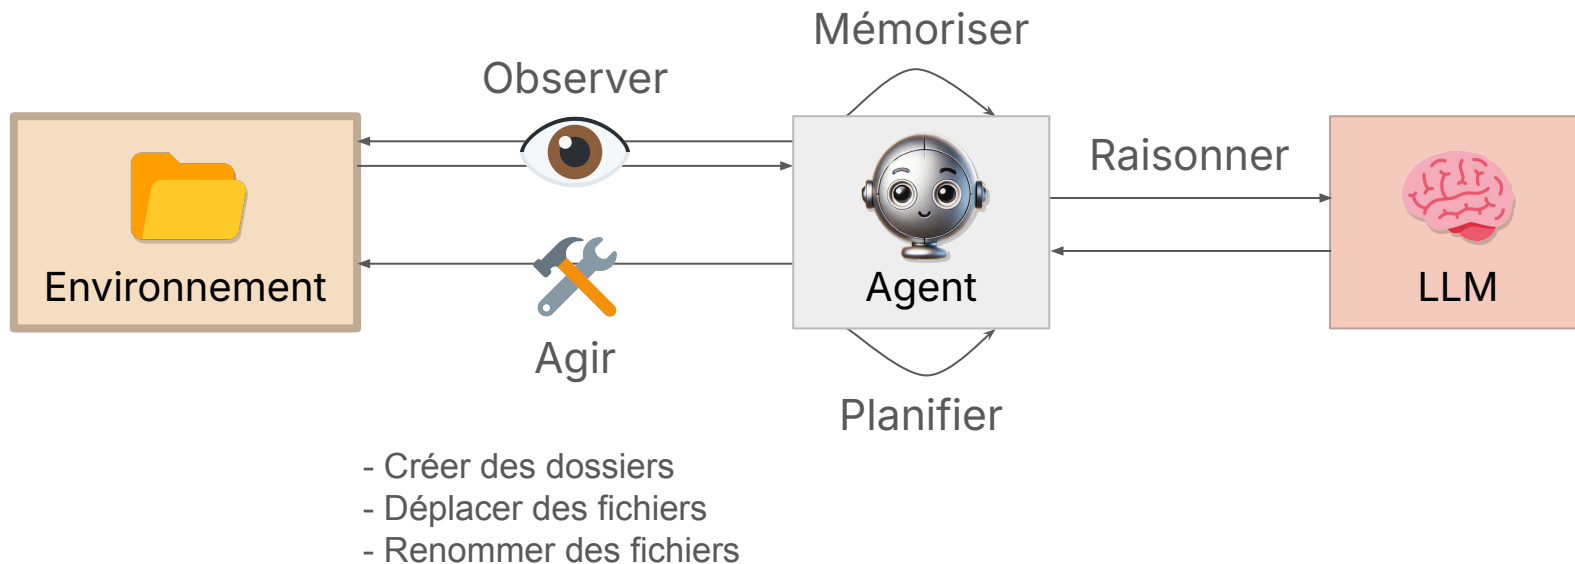 Mémoriser
Observer
Raisonner
Environnement
Agent
LLM
Agir
Planifier
- Créer des dossiers
- Déplacer des fichiers
- Renommer des fichiers